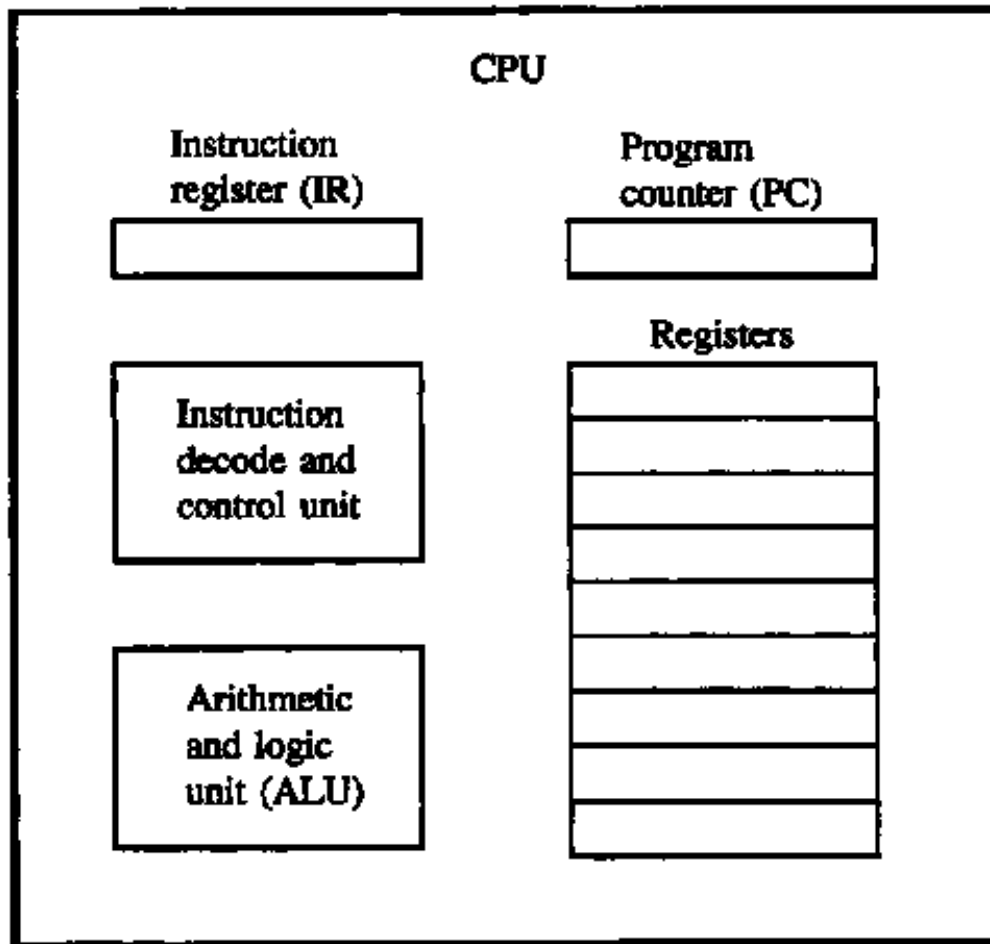 CPU
Instruction
register (IR)
Program
counter (PC)
Registers
Instruction
decode and
control unit
Arithmetic
and logic
unit (ALU)